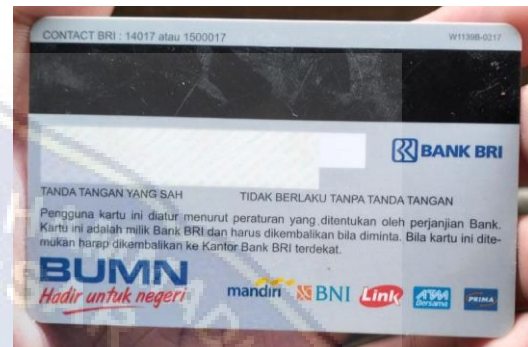 CONTACT BRI : 14017 atau 1500017
W1139B-0217
BANK BRI
TANDA TANGAN YANG SAH
TIDAK BERLAKU TANPA TANDA TANGAN
Pengguna kartu ini diatur menurut peraturan yang ditentukan oleh perjanjian Bank.
Kartu ini adalah milik Bank BRI dan harus dikembalikan bila diminta. Bila kartu ini dite-
mukan harap dikembalikan ke Kantor Bank BRI terdekat.
BUMN
Hadir untuk negeri
mandiri BNI Link ATM Bersama PRIMA